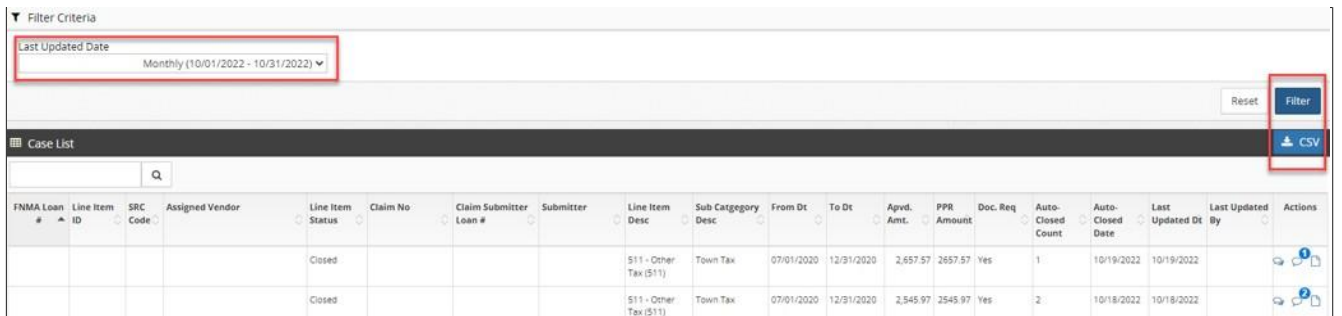 Filter Criteria
Last Updated Date
Monthly (10/01/2022 - 10/31/2022)
Reset Filter
Case List CSV
FNMA Loan # Line Item ID SRC Code Assigned Vendor Line Item Status Claim No Claim Submitter Loan # Submitter Line Item Desc Sub Catgegory Desc From Dt To Dt Apvd. Amt. PPR Amount Doc. Req Auto-Closed Count Auto-Closed Date Last Updated Dt Last Updated By Actions
Closed 511 - Other Tax (511) Town Tax 07/01/2020 12/31/2020 2,657.57 2657.57 Yes 1 10/19/2022 10/19/2022 1
Closed 511 - Other Tax (511) Town Tax 07/01/2020 12/31/2020 2,545.97 2545.97 Yes 2 10/18/2022 10/18/2022 2